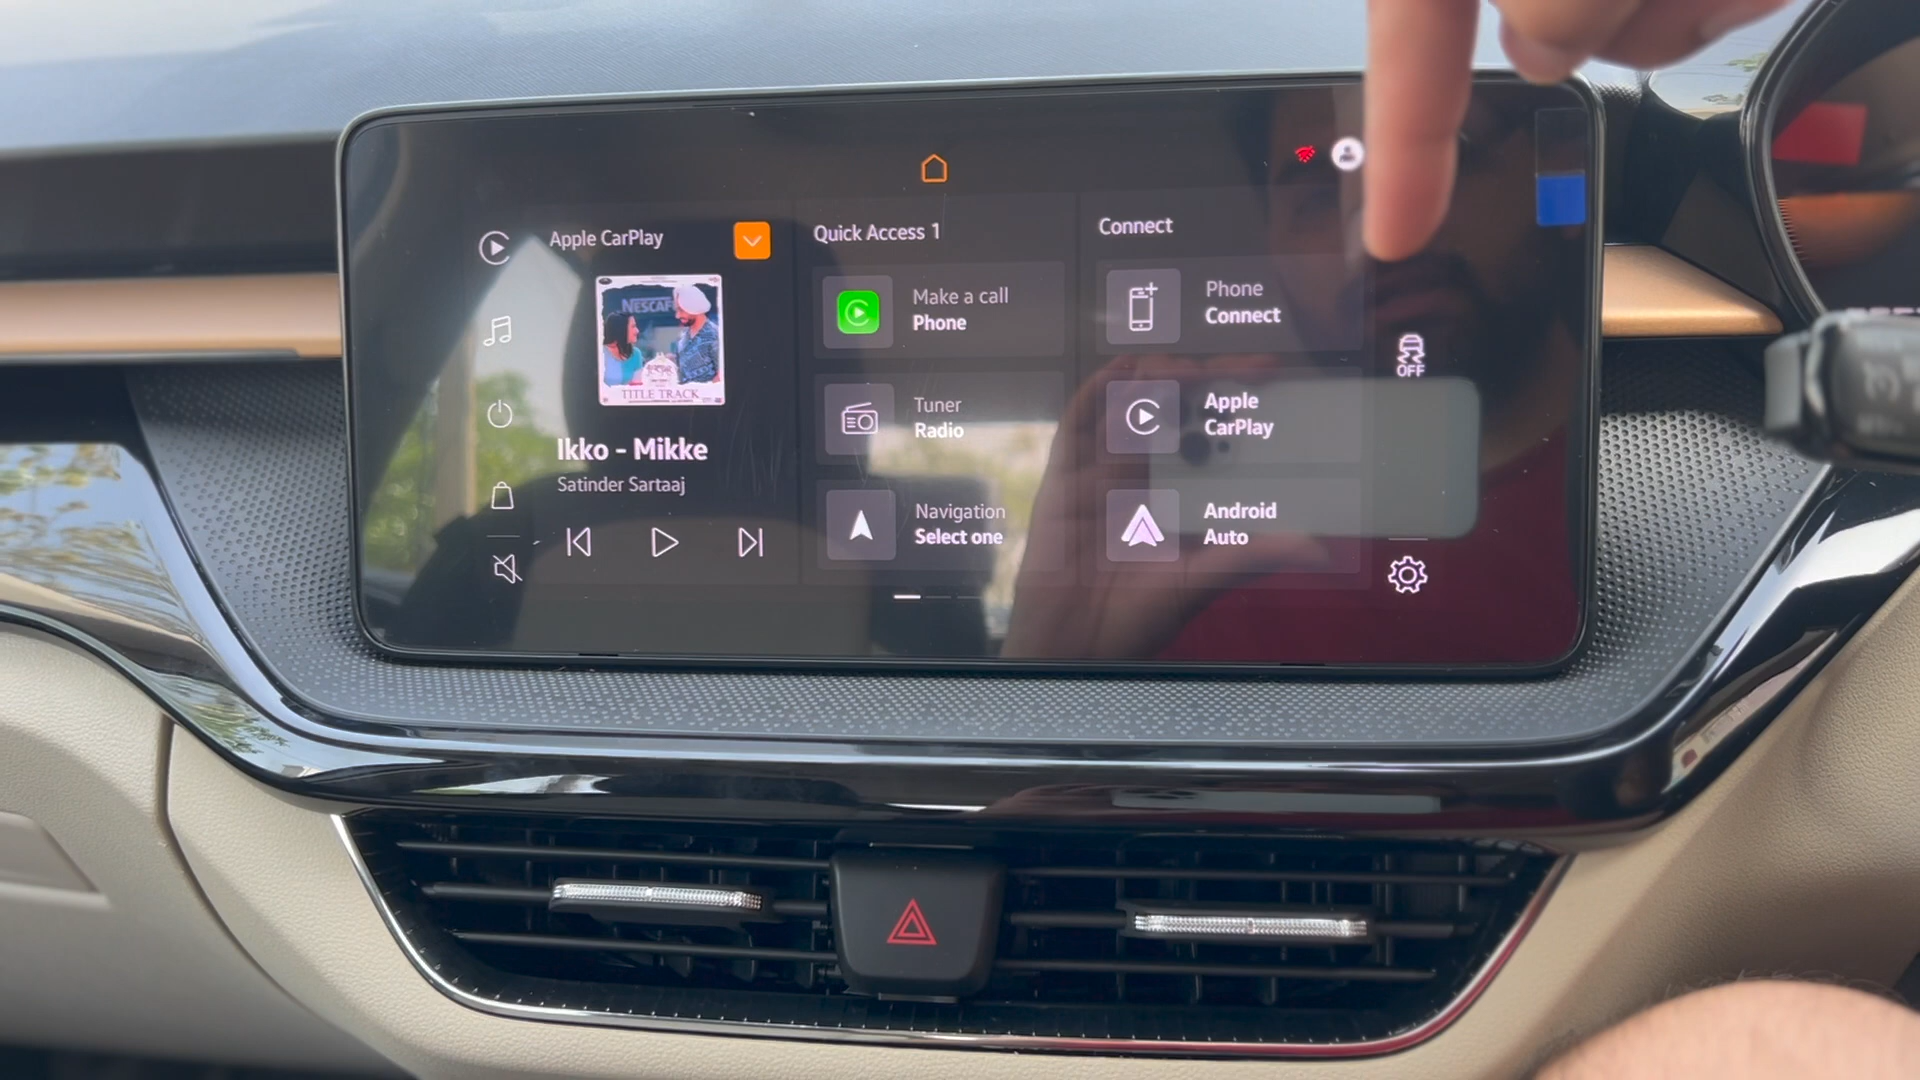 Apple CarPlay
NESCAF
TITLE TRACK
Ikko - Mikke
Satinder Sartaaj
Quick Access 1
Make a call
Phone
Tuner
Radio
Navigation
Select one
Connect
Phone
Connect
Apple
CarPlay
Android
Auto
OFF